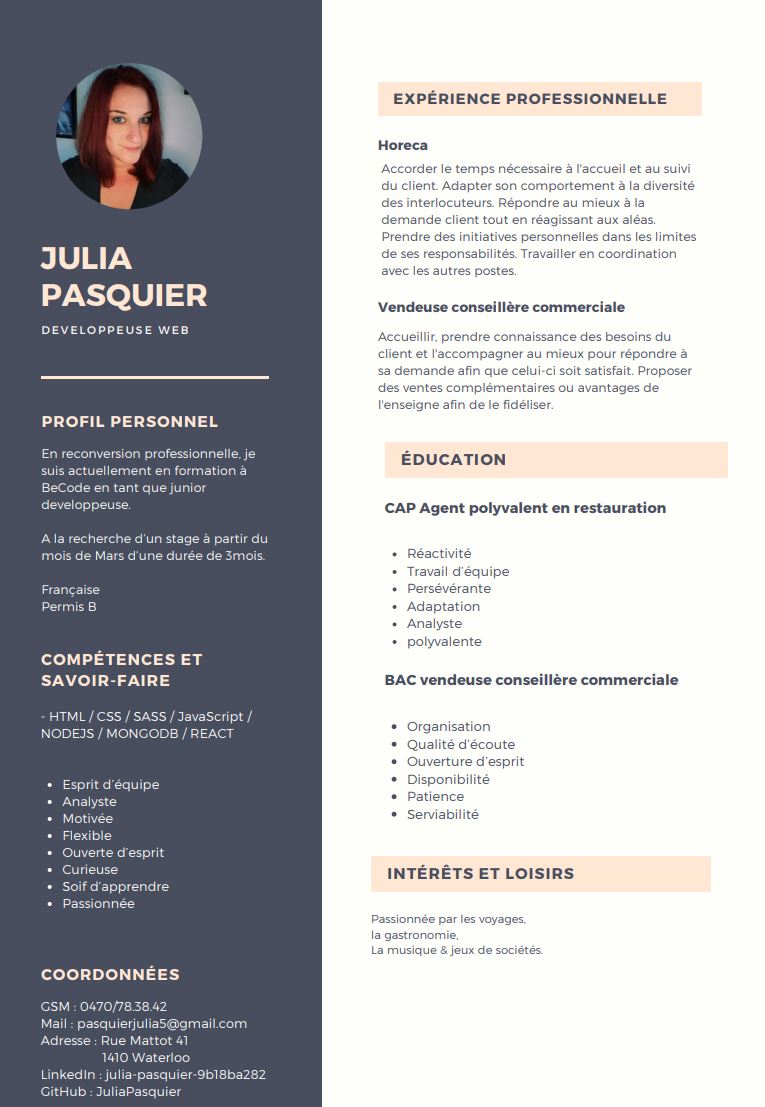 JULIA
PASQUIER
DEVELOPPEUSE WEB
PROFIL PERSONNEL
En reconversion professionnelle, je
suis actuellement en formation à
BeCode en tant que junior
developpeuse.
A la recherche d'un stage à partir du
mois de Mars d'une durée de 3mois.
Française
Permis B
COMPÉTENCES ET
SAVOIR-FAIRE
- HTML / CSS / SASS / JavaScript /
NODEJS / MONGODB / REACT
• Esprit d'équipe
• Analyste
• Motivée
• Flexible
• Ouverte d'esprit
• Curieuse
• Soif d'apprendre
• Passionnée
COORDONNÉES
GSM : 0470/78.38.42
Mail : pasquierjulia5@gmail.com
Adresse : Rue Mattot 41
1410 Waterloo
LinkedIn : julia-pasquier-9b18ba282
GitHub : JuliaPasquier
EXPÉRIENCE PROFESSIONNELLE
Horeca
Accorder le temps nécessaire à l'accueil et au suivi
du client. Adapter son comportement à la diversité
des interlocuteurs. Répondre au mieux à la
demande client tout en réagissant aux aléas.
Prendre des initiatives personnelles dans les limites
de ses responsabilités. Travailler en coordination
avec les autres postes.
Vendeuse conseillère commerciale
Accueillir, prendre connaissance des besoins du
client et l'accompagner au mieux pour répondre à
sa demande afin que celui-ci soit satisfait. Proposer
des ventes complémentaires ou avantages de
l'enseigne afin de le fidéliser.
ÉDUCATION
CAP Agent polyvalent en restauration
• Réactivité
• Travail d'équipe
• Persévérante
• Adaptation
• Analyste
• polyvalente
BAC vendeuse conseillère commerciale
• Organisation
• Qualité d'écoute
• Ouverture d'esprit
• Disponibilité
• Patience
• Serviabilité
INTÉRÊTS ET LOISIRS
Passionnée par les voyages,
la gastronomie,
La musique & jeux de sociétés.